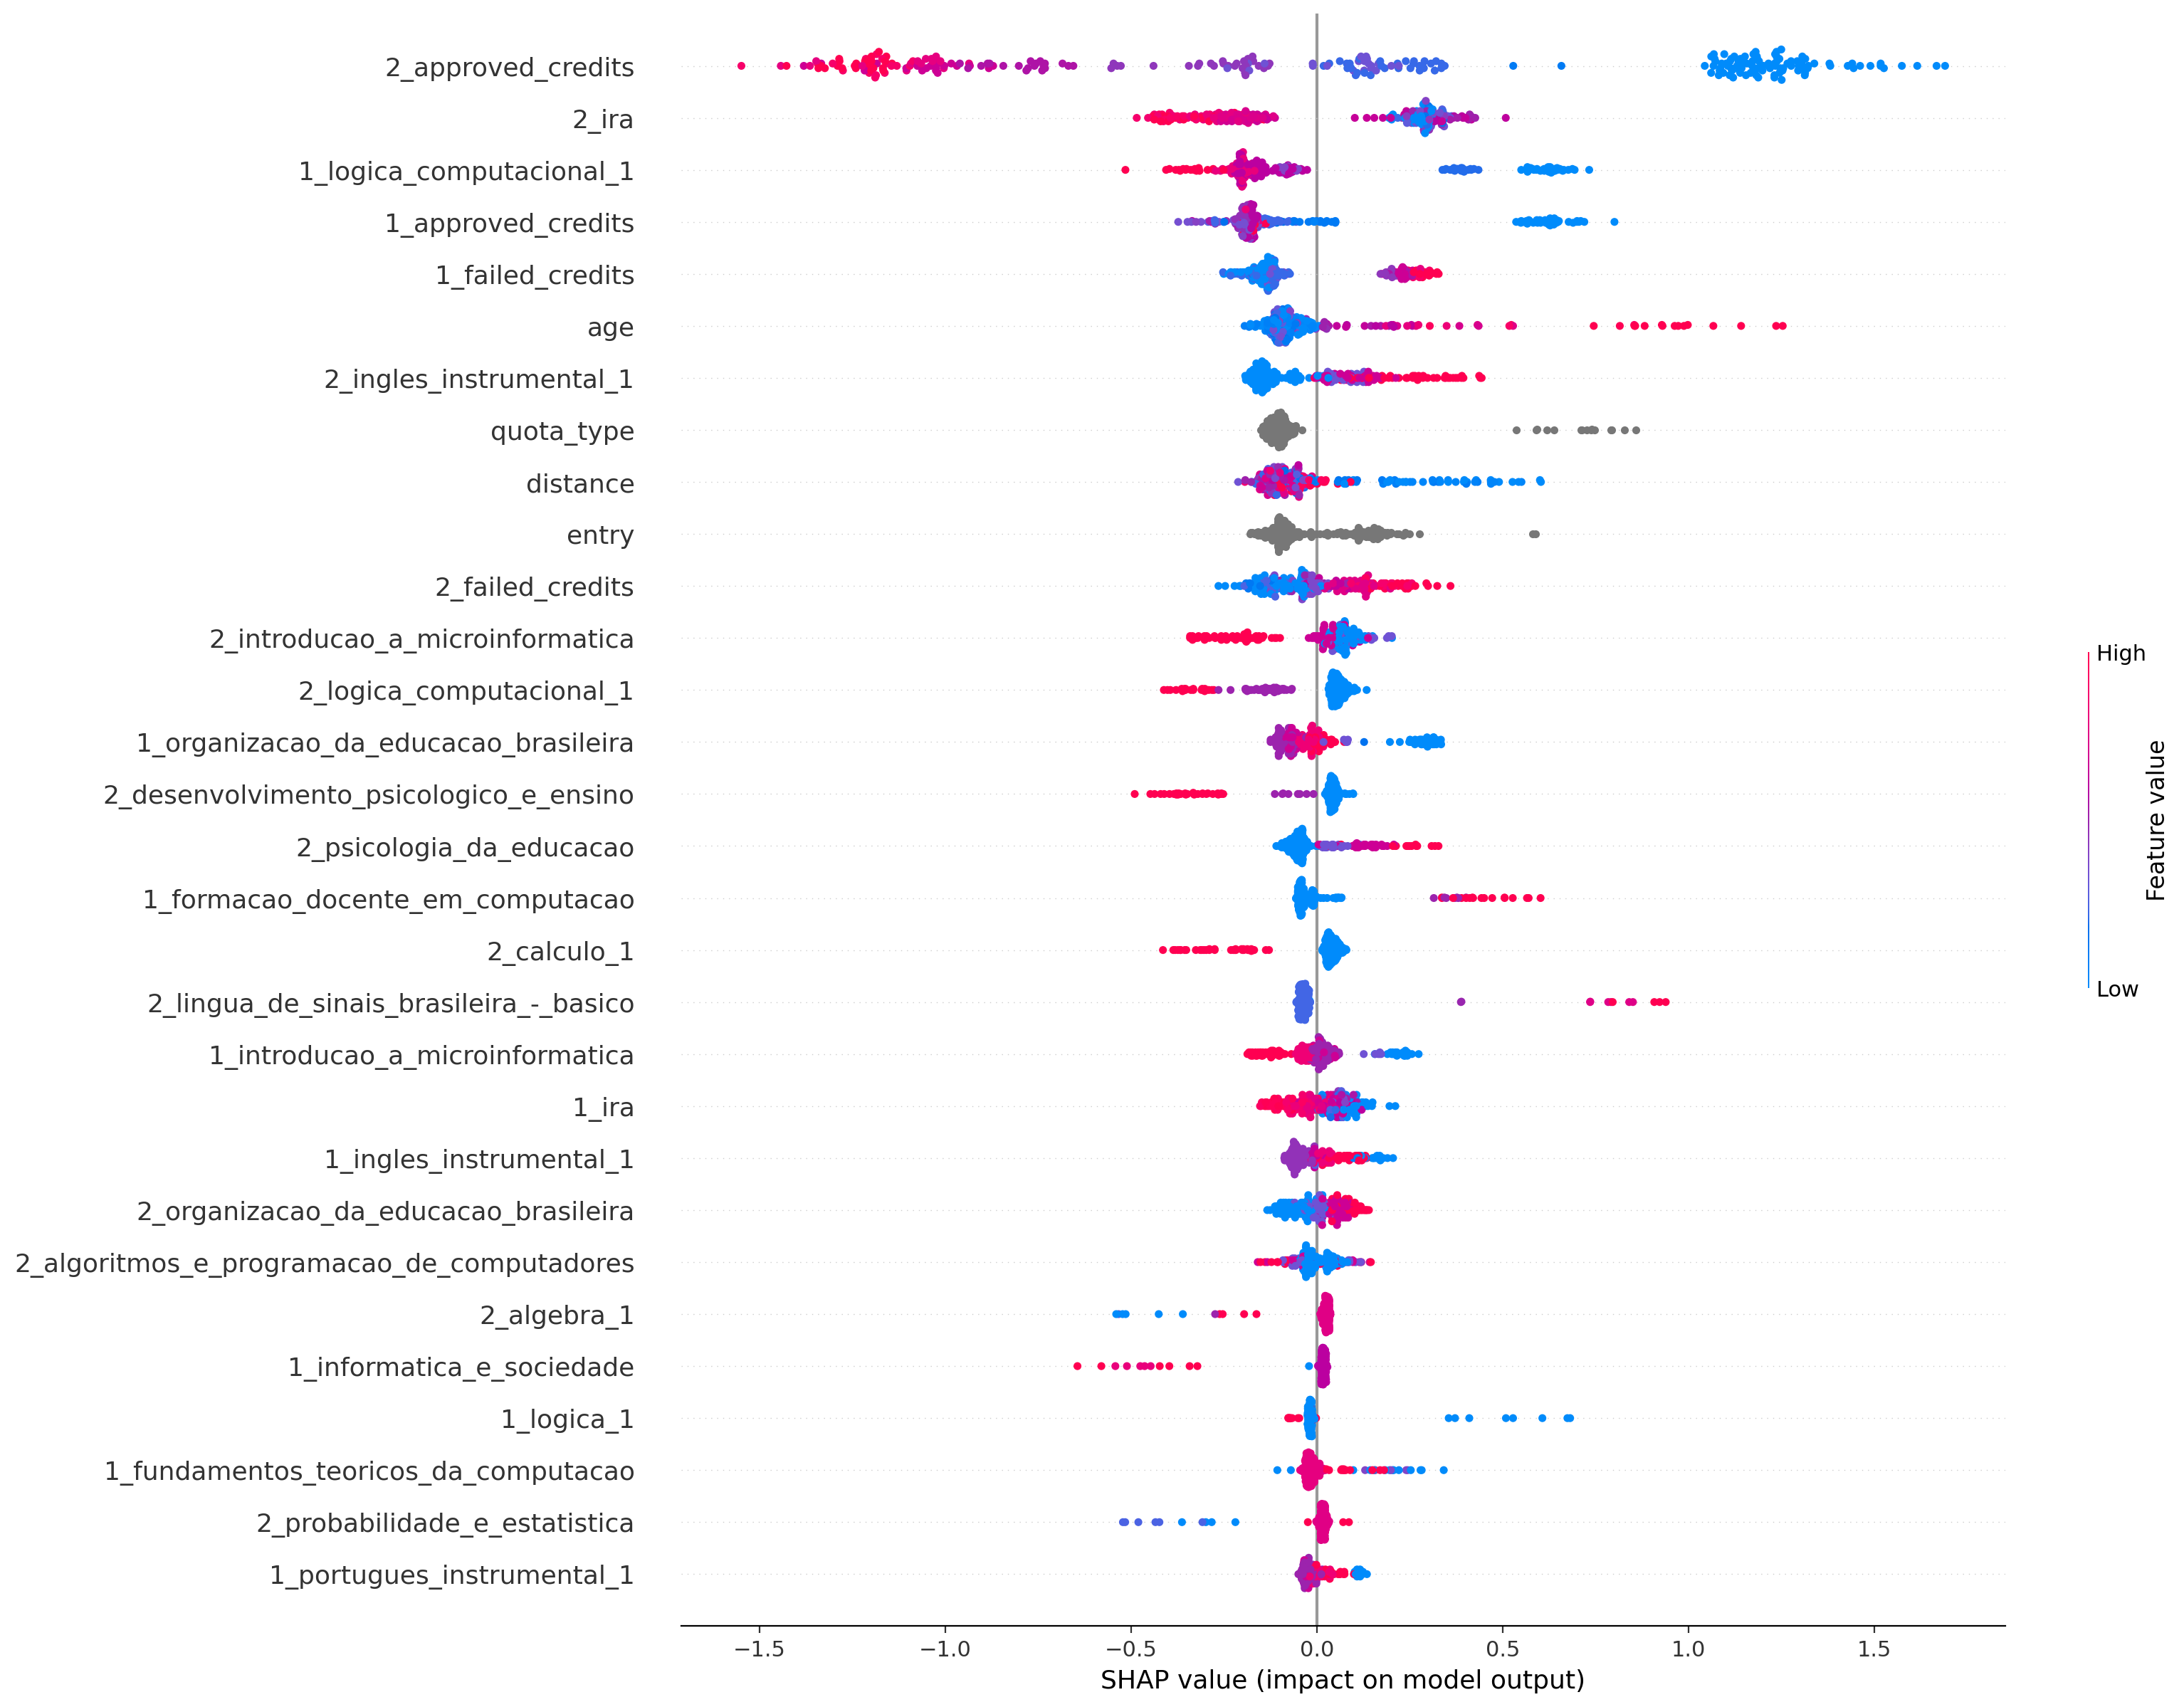 2_approved_credits
2_ira
1_logica_computacional_1
1_approved_credits
1_failed_credits
age
2_ingles_instrumental_1
quota_type
distance
entry
2_failed_credits
2_introducao_a_microinformatica
2_logica_computacional_1
1_organizacao_da_educacao_brasileira
2_desenvolvimento_psicologico_e_ensino
2_psicologia_da_educacao
1_formacao_docente_em_computacao
2_calculo_1
2_lingua_de_sinais_brasileira_-_basico
1_introducao_a_microinformatica
1_ira
1_ingles_instrumental_1
2_organizacao_da_educacao_brasileira
2_algoritmos_e_programacao_de_computadores
2_algebra_1
1_informatica_e_sociedade
1_logica_1
1_fundamentos_teoricos_da_computacao
2_probabilidade_e_estatistica
1_portugues_instrumental_1
−1.5 −1.0 −0.5 0.0 0.5 1.0 1.5
SHAP value (impact on model output)
High
Feature value
Low